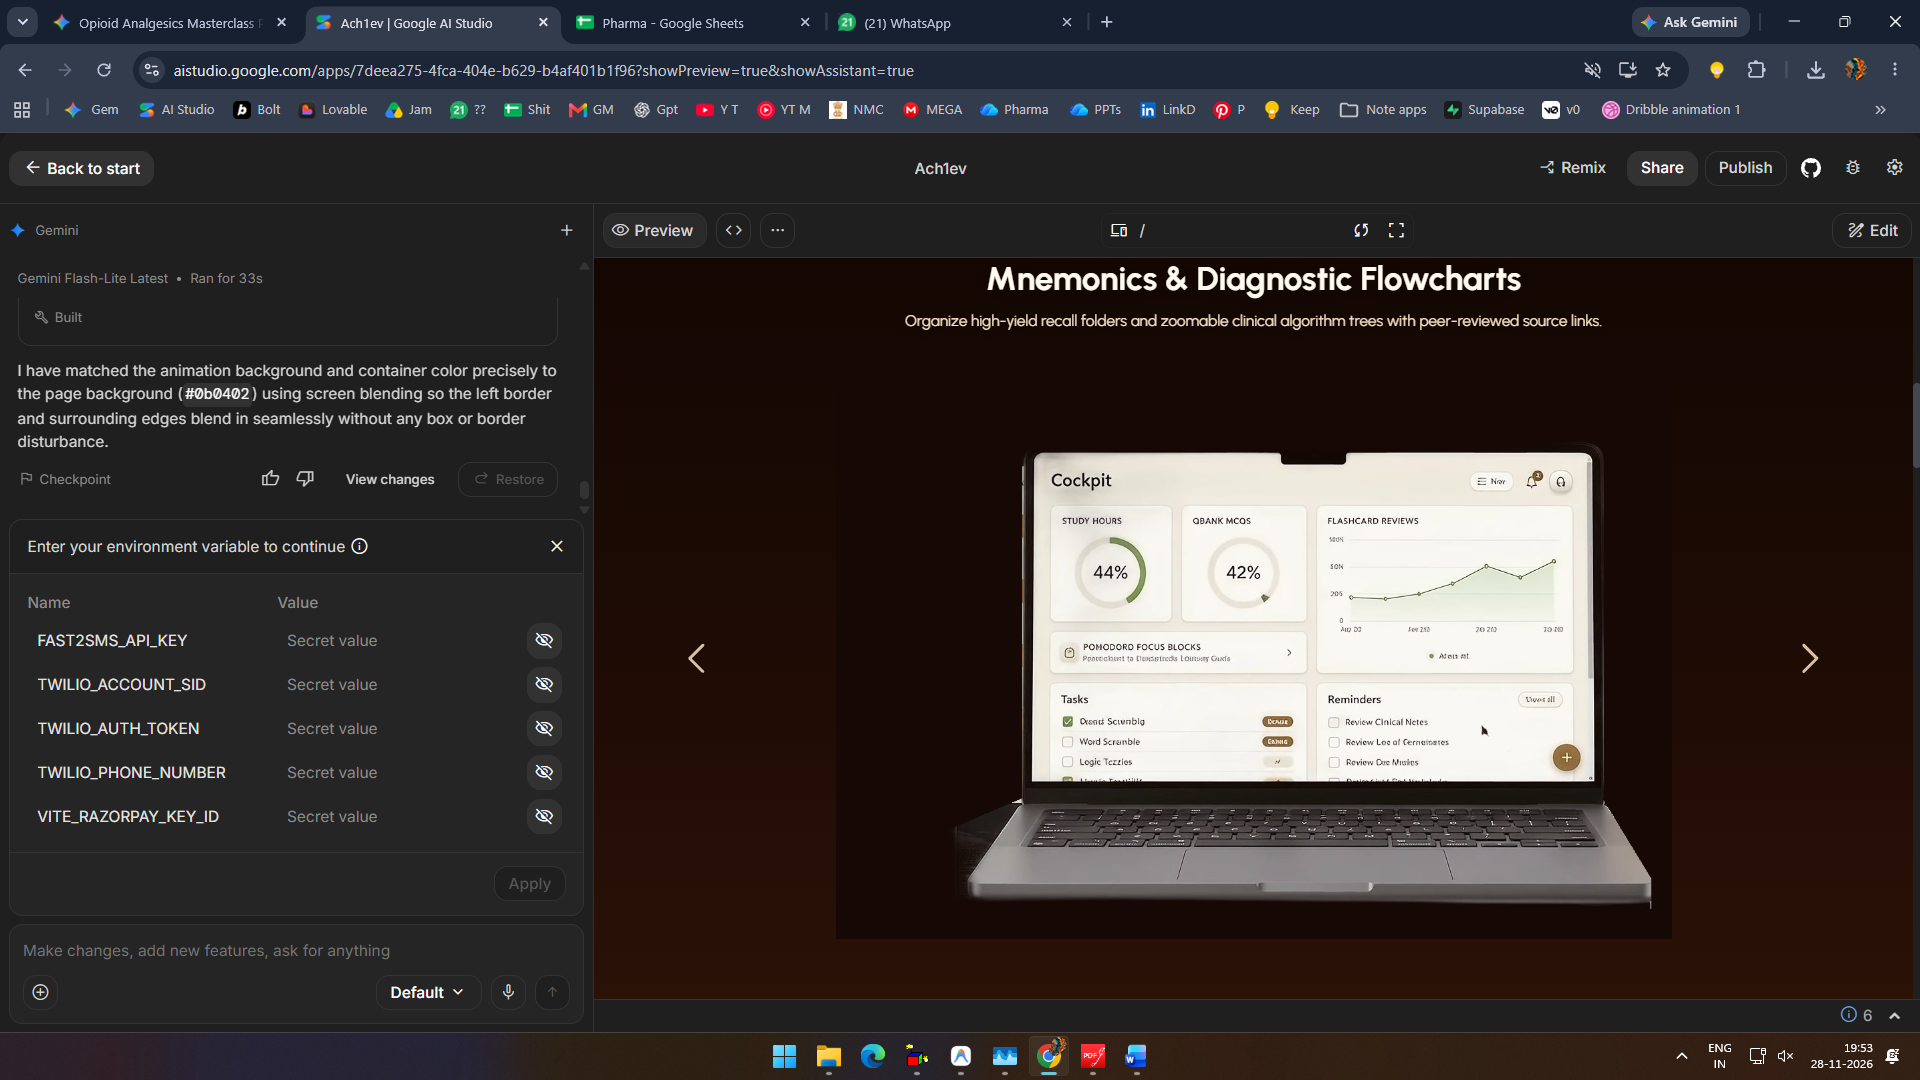 Opioid Analgesics Masterclass
Ach1ev | Google AI Studio
Pharma - Google Sheets
21
(21) WhatsApp
Ask Gemini
aistudio.google.com/apps/7deea275-4fca-404e-b629-b4af401b1f96?showPreview=true&showAssistant=true
Gem
AI Studio
b
Bolt
Lovable
Jam
21
??
Shit
GM
Gpt
Y T
YT M
NMC
M
MEGA
Pharma
PPTs
in
LinkD
P
Keep
Note apps
Supabase
v0
v0
Dribble animation 1
Back to start
Ach1ev
Remix
Share
Publish
Gemini
Preview
/
Edit
Gemini Flash-Lite Latest • Ran for 33s
Built
I have matched the animation background and container color precisely to
the page background (#0b0402) using screen blending so the left border
and surrounding edges blend in seamlessly without any box or border
disturbance.
Checkpoint
View changes
Restore
Enter your environment variable to continue
Name
Value
FAST2SMS_API_KEY
Secret value
TWILIO_ACCOUNT_SID
Secret value
TWILIO_AUTH_TOKEN
Secret value
TWILIO_PHONE_NUMBER
Secret value
VITE_RAZORPAY_KEY_ID
Secret value
Apply
Make changes, add new features, ask for anything
Default
Mnemonics & Diagnostic Flowcharts
Organize high-yield recall folders and zoomable clinical algorithm trees with peer-reviewed source links.
Cockpit
STUDY HOURS
44%
QBANK MCQS
42%
FLASHCARD REVIEWS
0
POMODORO FOCUS BLOCKS
Tasks
Word Scramble
Reminders
Review Clinical Notes
Review
Review
6
PDF
W
ENG
IN
19:53
28-11-2026